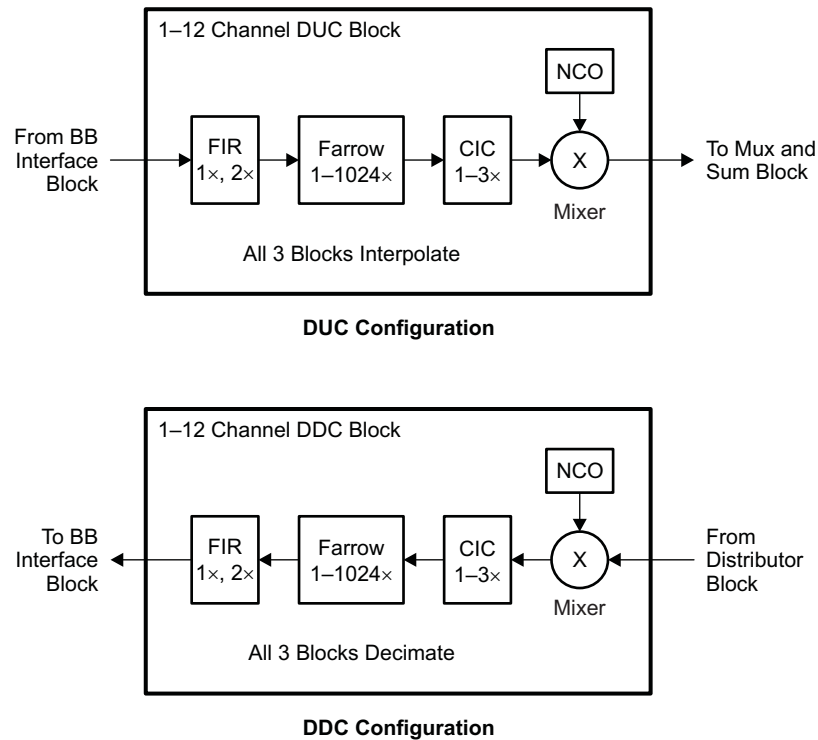 1–12 Channel DUC Block
NCO
From BB
Interface
Block
FIR
1×, 2×
Farrow
1–1024×
CIC
1–3×
X
Mixer
To Mux and
Sum Block
All 3 Blocks Interpolate
DUC Configuration
1–12 Channel DDC Block
NCO
To BB
Interface
Block
FIR
1×, 2×
Farrow
1–1024×
CIC
1–3×
X
Mixer
From
Distributor
Block
All 3 Blocks Decimate
DDC Configuration